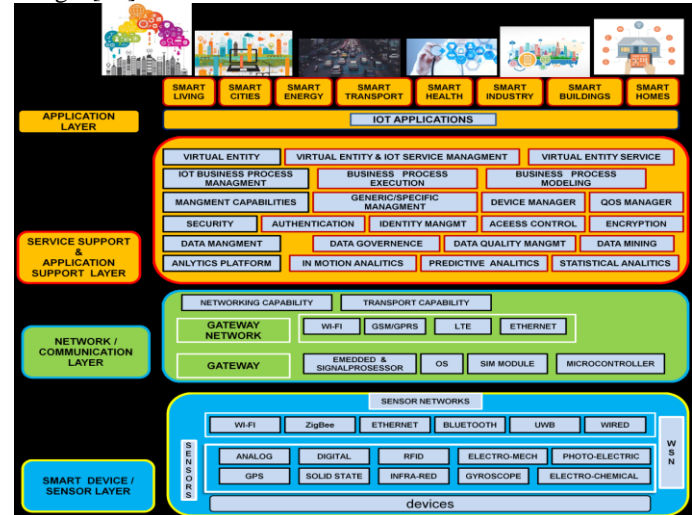 SMART LIVING
SMART CITIES
SMART ENERGY
SMART TRANSPORT
SMART HEALTH
SMART INDUSTRY
SMART BUILDINGS
SMART HOMES
APPLICATION LAYER
IOT APPLICATIONS
SERVICE SUPPORT & APPLICATION SUPPORT LAYER
VIRTUAL ENTITY
VIRTUAL ENTITY & IOT SERVICE MANAGMENT
VIRTUAL ENTITY SERVICE
IOT BUSINESS PROCESS MANAGMENT
BUSINESS PROCESS EXECUTION
BUSINESS PROCESS MODELING
MANGMENT CAPABILITIES
GENERIC/SPECIFIC MANAGMENT
DEVICE MANAGER
QOS MANAGER
SECURITY
AUTHENTICATION
IDENTITY MANGMT
ACEESS CONTROL
ENCRYPTION
DATA MANGMENT
DATA GOVERNENCE
DATA QUALITY MANGMT
DATA MINING
ANLYTICS PLATFORM
IN MOTION ANALITICS
PREDICTIVE ANALITICS
STATISTICAL ANALITICS
NETWORK / COMMUNICATION LAYER
NETWORKING CAPABILITY
TRANSPORT CAPABILITY
GATEWAY NETWORK
WI-FI
GSM/GPRS
LTE
ETHERNET
GATEWAY
EMEDDED & SIGNALPROSESSOR
OS
SIM MODULE
MICROCONTROLLER
SMART DEVICE / SENSOR LAYER
SENSOR NETWORKS
WI-FI
ZigBee
ETHERNET
BLUETOOTH
UWB
WIRED
SENSORS
ANALOG
DIGITAL
RFID
ELECTRO-MECH
PHOTO-ELECTRIC
GPS
SOLID STATE
INFRA-RED
GYROSCOPE
ELECTRO-CHEMICAL
WSN
devices